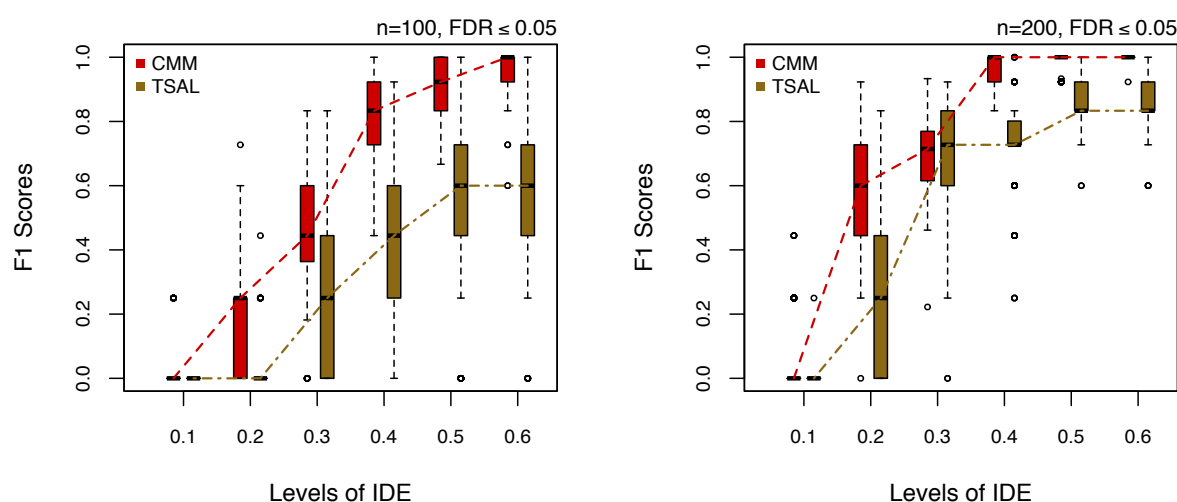 n=100, FDR ≤ 0.05
CMM
TSAL
F1 Scores
1.0
0.8
0.6
0.4
0.2
0.0
0.1 0.2 0.3 0.4 0.5 0.6
Levels of IDE
n=200, FDR ≤ 0.05
CMM
TSAL
F1 Scores
1.0
0.8
0.6
0.4
0.2
0.0
0.1 0.2 0.3 0.4 0.5 0.6
Levels of IDE